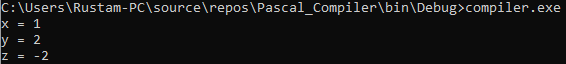 C:\Users\Rustam-PC\source\repos\Pascal_Compiler\bin\Debug>compiler.exe
x = 1
y = 2
z = -2